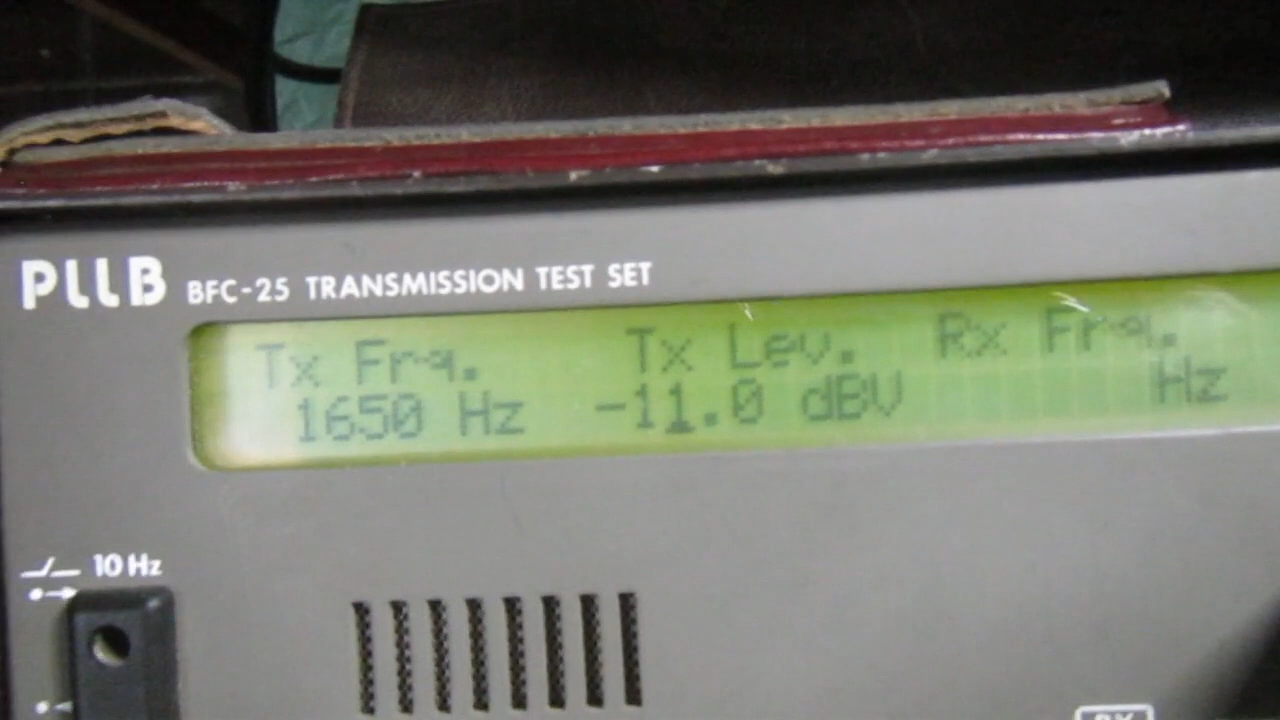 PLLB BFC-25 TRANSMISSION TEST SET
Tx Frq. Tx Lev. Rx Frq.
1650 Hz -11.0 dBV Hz
10 Hz